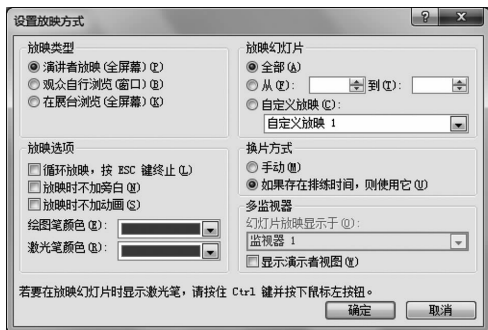 设置放映方式
放映类型
演讲者放映(全屏幕)(P)
观众自行浏览(窗口)(B)
在展台浏览(全屏幕)(K)
放映选项
循环放映，按 ESC 键终止(L)
放映时不加旁白(N)
放映时不加动画(S)
绘图笔颜色(E):
激光笔颜色(R):
放映幻灯片
全部(A)
从(F): 到(T):
自定义放映(C):
自定义放映 1
换片方式
手动(M)
如果存在排练时间，则使用它(U)
多监视器
幻灯片放映显示于(O):
监视器 1
显示演示者视图(W)
若要在放映幻灯片时显示激光笔，请按住 Ctrl 键并按下鼠标左按钮。
确定 取消